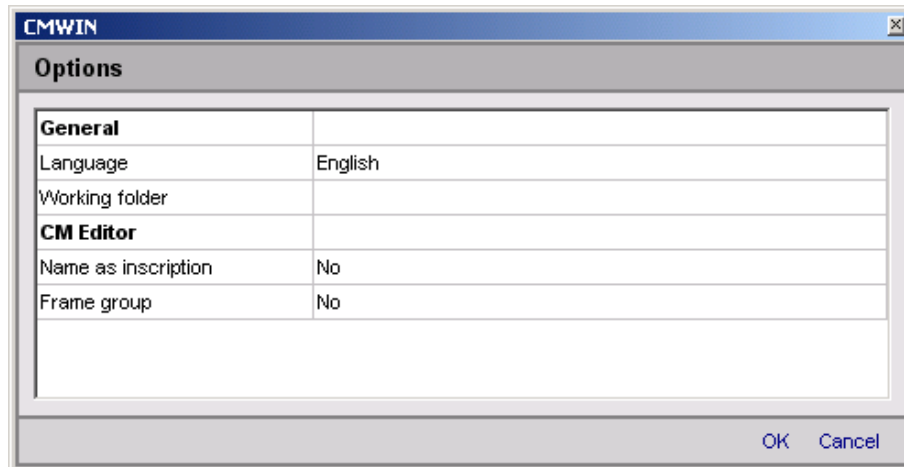 CMWIN
Options
General
Language English
Working folder
CM Editor
Name as inscription No
Frame group No
OK Cancel